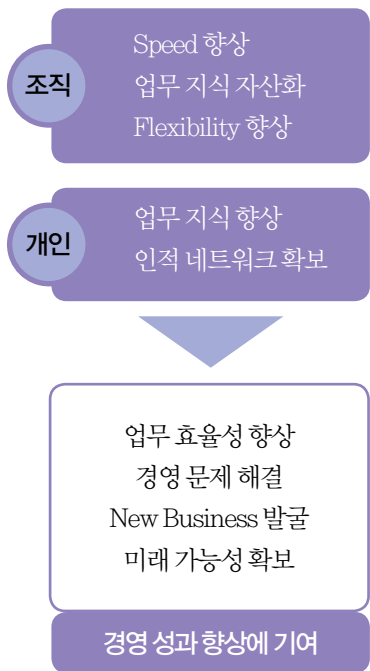 조직
Speed 향상
업무 지식 자산화
Flexibility 향상
개인
업무 지식 향상
인적 네트워크 확보
업무 효율성 향상
경영 문제 해결
New Business 발굴
미래 가능성 확보
경영 성과 향상에 기여